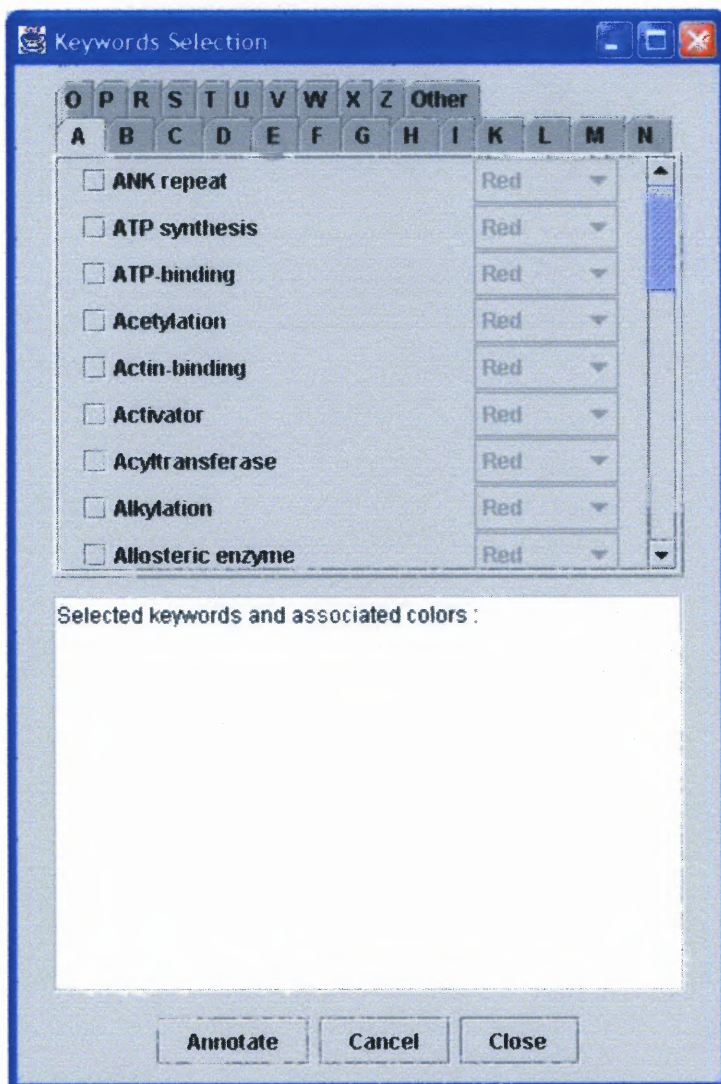 Keywords Selection
O P R S T U V W X Z Other
A B C D E F G H I K L M N
ANK repeat Red
ATP synthesis Red
ATP-binding Red
Acetylation Red
Actin-binding Red
Activator Red
Acyltransferase Red
Alkylation Red
Allosteric enzyme Red
Selected keywords and associated colors :
Annotate Cancel Close